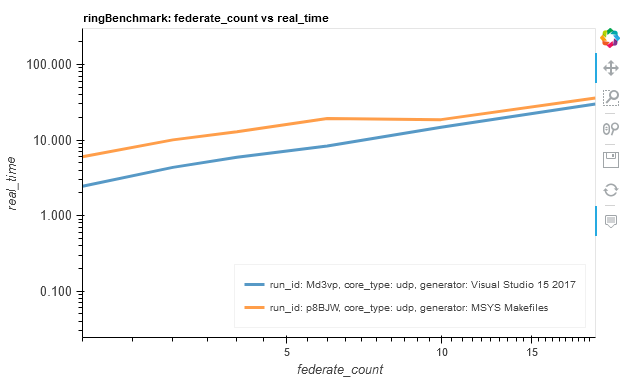 ringBenchmark: federate_count vs real_time
100.000
10.000
1.000
0.100
real_time
run_id: Md3vp, core_type: udp, generator: Visual Studio 15 2017
run_id: p8BJW, core_type: udp, generator: MSYS Makefiles
5
10
15
federate_count